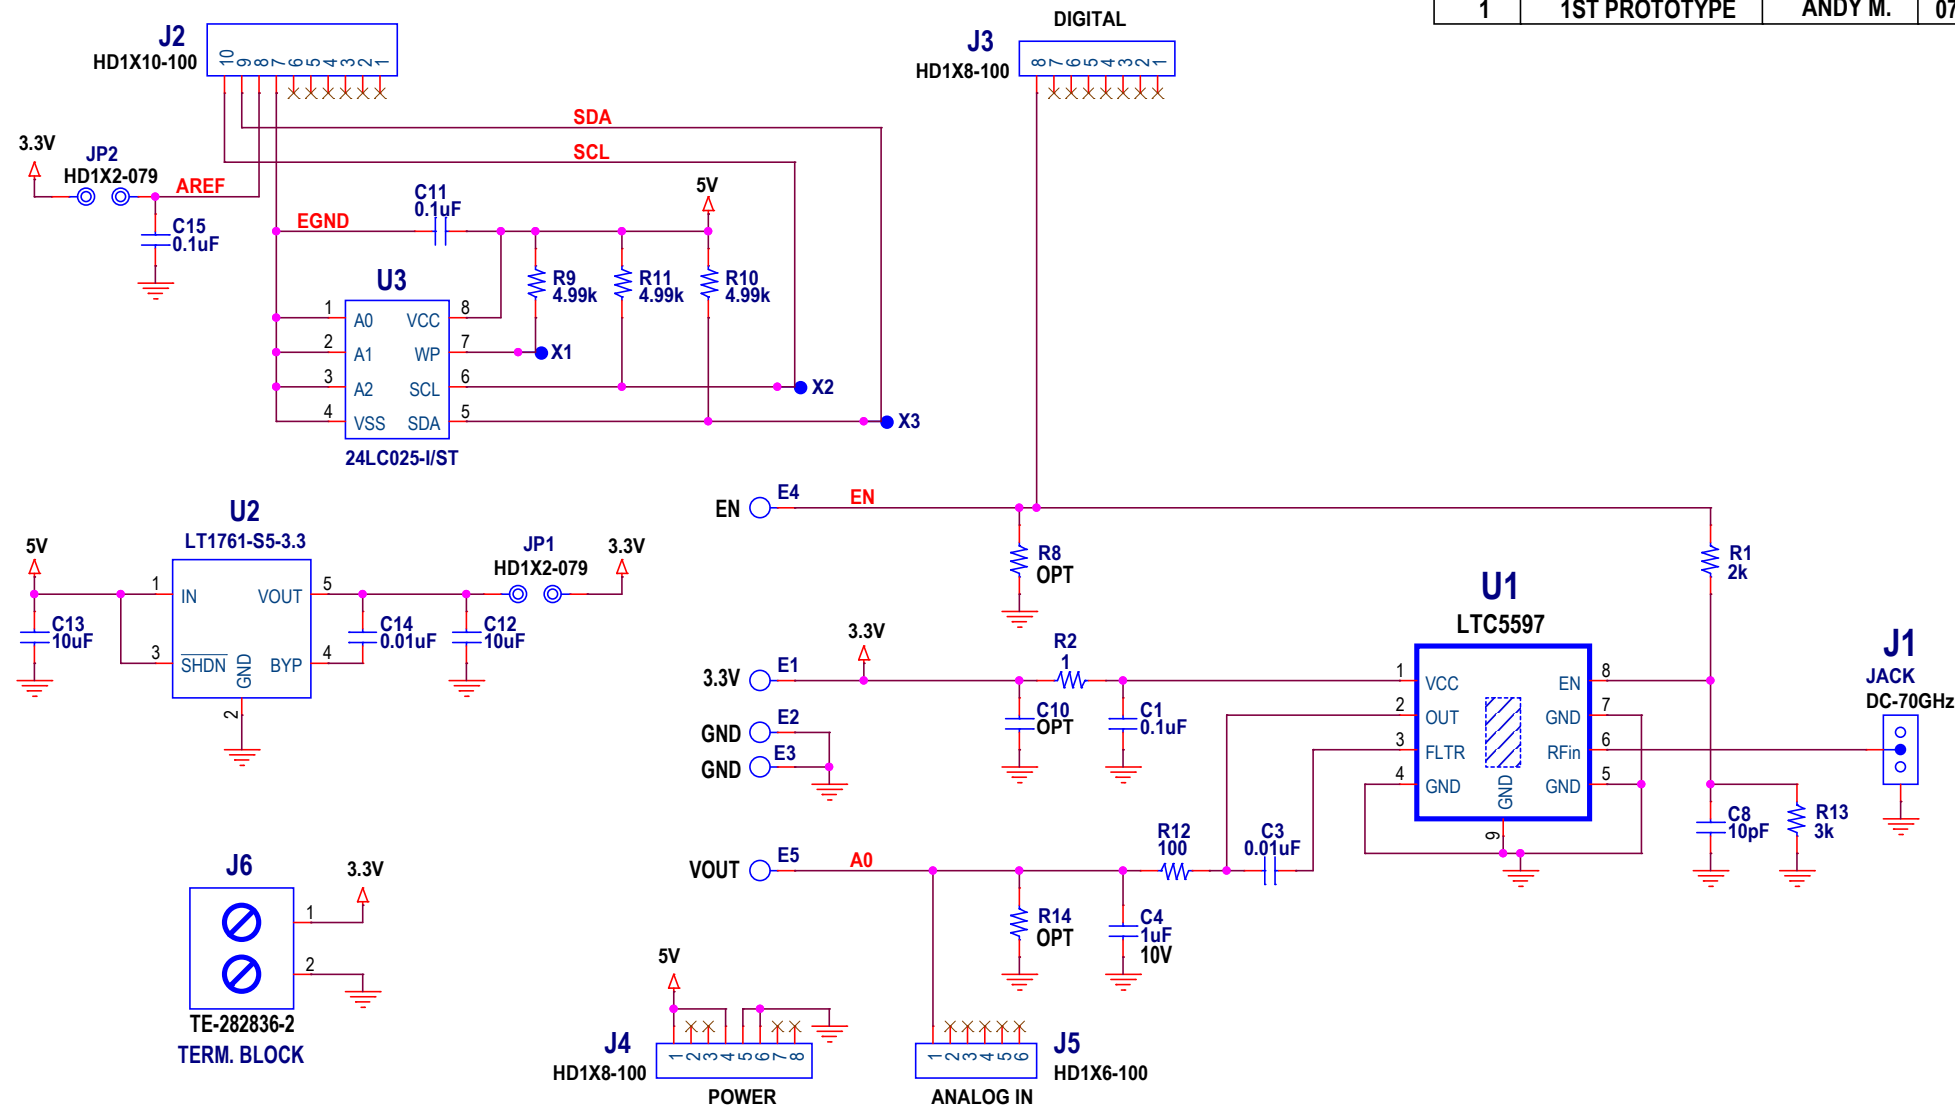 1 1ST PROTOTYPE ANDY M. 07
J2
HD1X10-100
10 9 8 7 6 5 4 3 2 1
DIGITAL
J3
HD1X8-100
8 7 6 5 4 3 2 1
SDA
SCL
3.3V
JP2
HD1X2-079
AREF
C15
0.1uF
EGND
C11
0.1uF
5V
R9
4.99k
R11
4.99k
R10
4.99k
U3
1 A0 VCC 8
2 A1 WP 7
3 A2 SCL 6
4 VSS SDA 5
24LC025-I/ST
X1
X2
X3
U2
LT1761-S5-3.3
5V
C13
10uF
1 IN VOUT 5
3 SHDN GND BYP 4
2
C14
0.01uF
C12
10uF
JP1
HD1X2-079
3.3V
EN E4 EN
R8
OPT
R1
2k
3.3V
3.3V E1
R2
1
C10
OPT
C1
0.1uF
GND E2
GND E3
U1
LTC5597
1 VCC EN 8
2 OUT GND 7
3 FLTR RFin 6
4 GND GND 5
GND
9
J1
JACK
DC-70GHz
C8
10pF
R13
3k
VOUT E5 A0
R12
100
C3
0.01uF
R14
OPT
C4
1uF
10V
J6
3.3V
1
2
TE-282836-2
TERM. BLOCK
5V
J4
HD1X8-100
1 2 3 4 5 6 7 8
POWER
1 2 3 4 5 6
J5
HD1X6-100
ANALOG IN